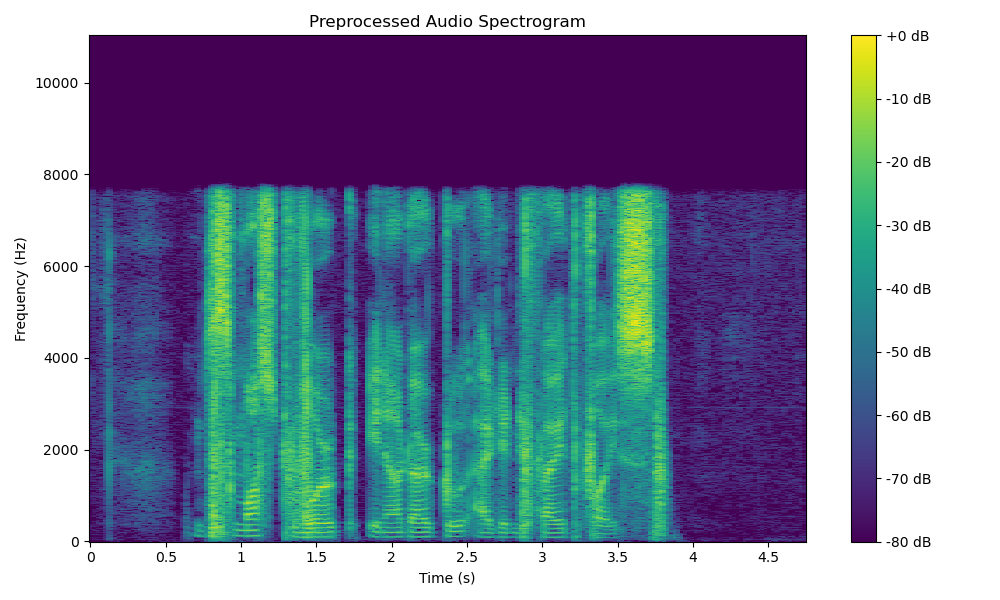 Preprocessed Audio Spectrogram
+0 dB
10000
-10 dB
8000
-20 dB
-30 dB
6000
Frequency (Hz)
-40 dB
4000
-50 dB
-60 dB
2000
-70 dB
0
-80 dB
0 0.5 1 1.5 2 2.5 3 3.5 4 4.5
Time (s)